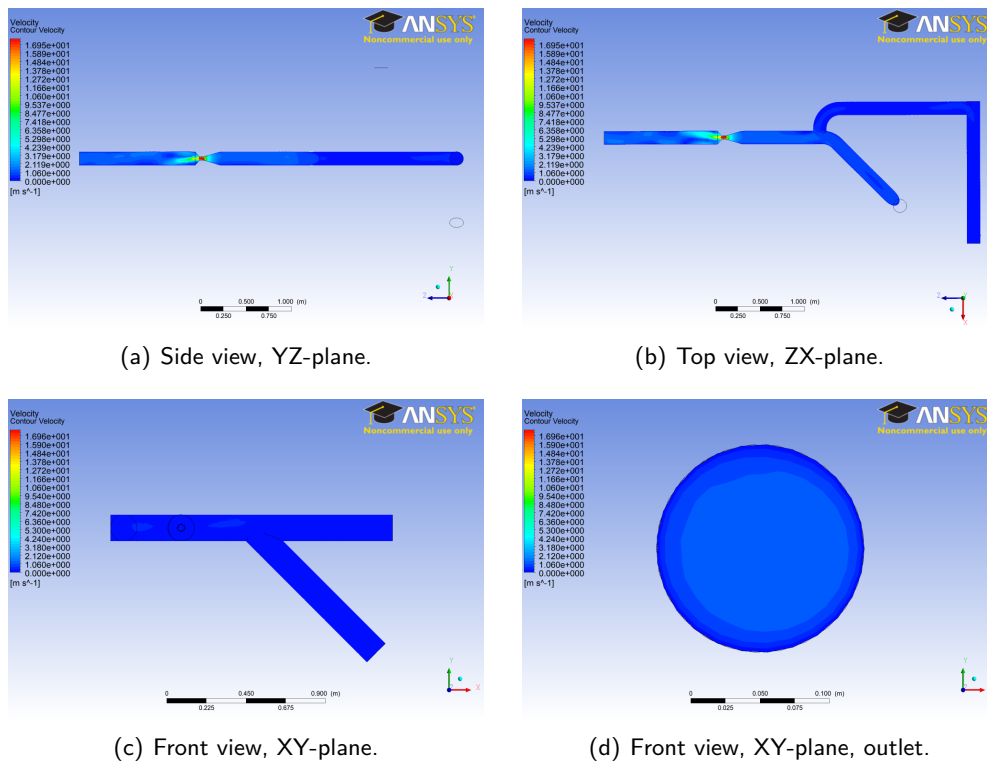 Velocity
Contour Velocity
1.695e+001
1.589e+001
1.484e+001
1.378e+001
1.272e+001
1.166e+001
1.060e+001
9.537e+000
8.477e+000
7.418e+000
6.358e+000
5.298e+000
4.239e+000
3.179e+000
2.119e+000
1.060e+000
0.000e+000
[m s^-1]
ANSYS
Noncommercial use only
0 0.500 1.000 (m)
0.250 0.750
Z
Y
(a) Side view, YZ-plane.
Velocity
Contour Velocity
1.695e+001
1.589e+001
1.484e+001
1.378e+001
1.272e+001
1.166e+001
1.060e+001
9.537e+000
8.477e+000
7.418e+000
6.358e+000
5.298e+000
4.239e+000
3.179e+000
2.119e+000
1.060e+000
0.000e+000
[m s^-1]
ANSYS
Noncommercial use only
0 0.500 1.000 (m)
0.250 0.750
Z
X
(b) Top view, ZX-plane.
Velocity
Contour Velocity
1.696e+001
1.590e+001
1.484e+001
1.378e+001
1.272e+001
1.166e+001
1.060e+001
9.540e+000
8.480e+000
7.420e+000
6.360e+000
5.300e+000
4.240e+000
3.180e+000
2.120e+000
1.060e+000
0.000e+000
[m s^-1]
ANSYS
Noncommercial use only
0 0.450 0.900 (m)
0.225 0.675
Y
X
(c) Front view, XY-plane.
Velocity
Contour Velocity
1.696e+001
1.590e+001
1.484e+001
1.378e+001
1.272e+001
1.166e+001
1.060e+001
9.540e+000
8.480e+000
7.420e+000
6.360e+000
5.300e+000
4.240e+000
3.180e+000
2.120e+000
1.060e+000
0.000e+000
[m s^-1]
ANSYS
Noncommercial use only
0 0.050 0.100 (m)
0.025 0.075
Y
(d) Front view, XY-plane, outlet.